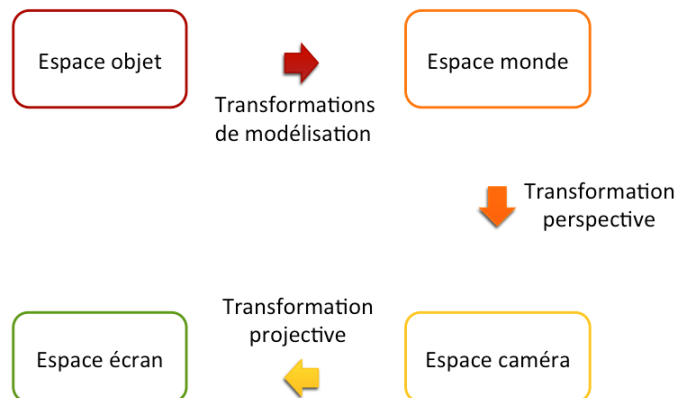 Espace objet
Espace monde
Transformations
de modélisation
Transformation
perspective
Transformation
projective
Espace écran
Espace caméra